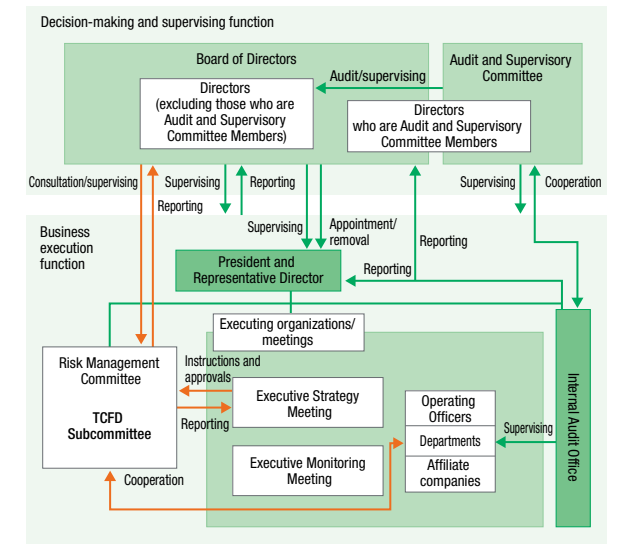 Decision-making and supervising function
Board of Directors
Audit and Supervisory
Committee
Audit/supervising
Directors
(excluding those who are
Audit and Supervisory
Committee Members)
Directors
who are Audit and Supervisory
Committee Members
Consultation/supervising
Supervising
Reporting
Supervising
Cooperation
Reporting
Business
execution
function
Supervising
Appointment/
removal
Reporting
President and
Representative Director
Reporting
Executing organizations/
meetings
Risk Management
Committee
TCFD
Subcommittee
Instructions and
approvals
Reporting
Executive Strategy
Meeting
Operating
Officers
Departments
Affiliate
companies
Supervising
Internal Audit Office
Executive Monitoring
Meeting
Cooperation